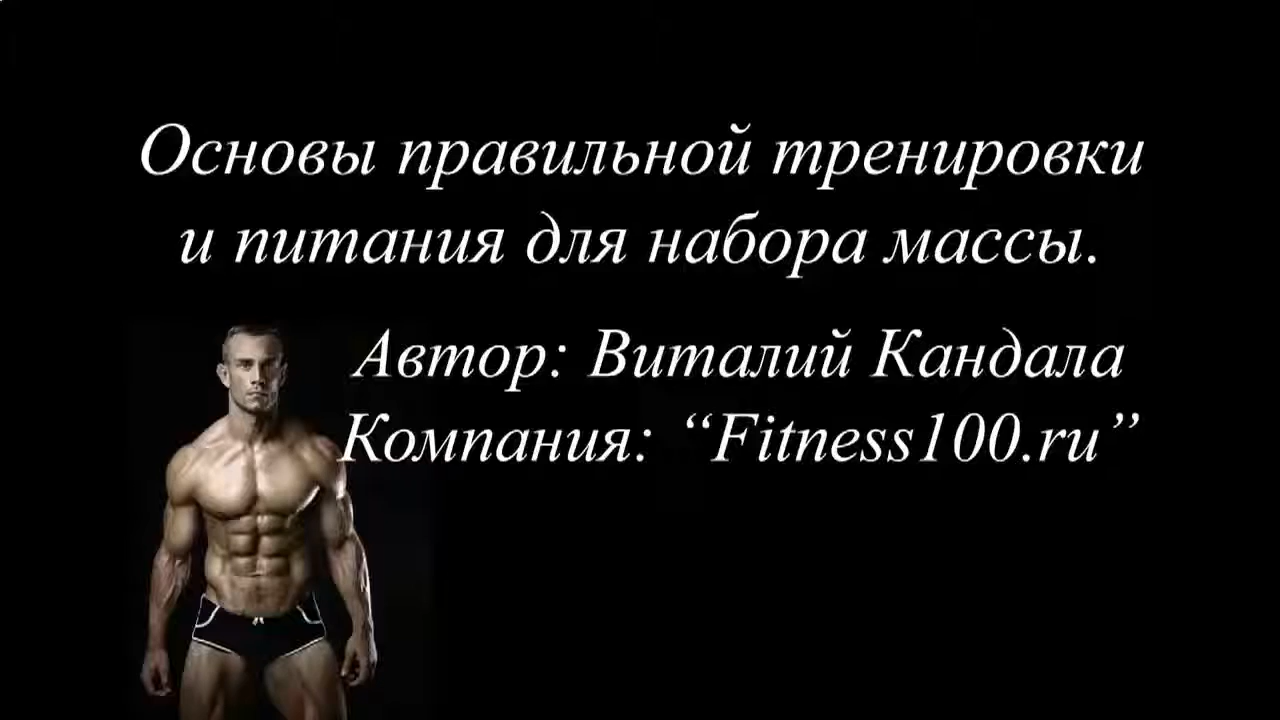 Основы правильной тренировки
и питания для набора массы.
Автор: Виталий Кандала
Компания: “Fitness100.ru”